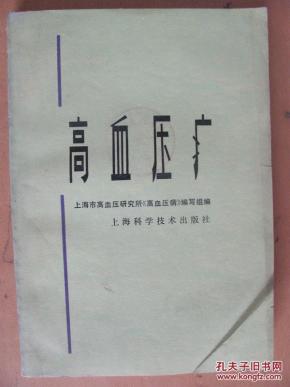 高血压疒
上海市高血压研究所《高血压病》编写组编
上海科学技术出版社
孔夫子旧书网